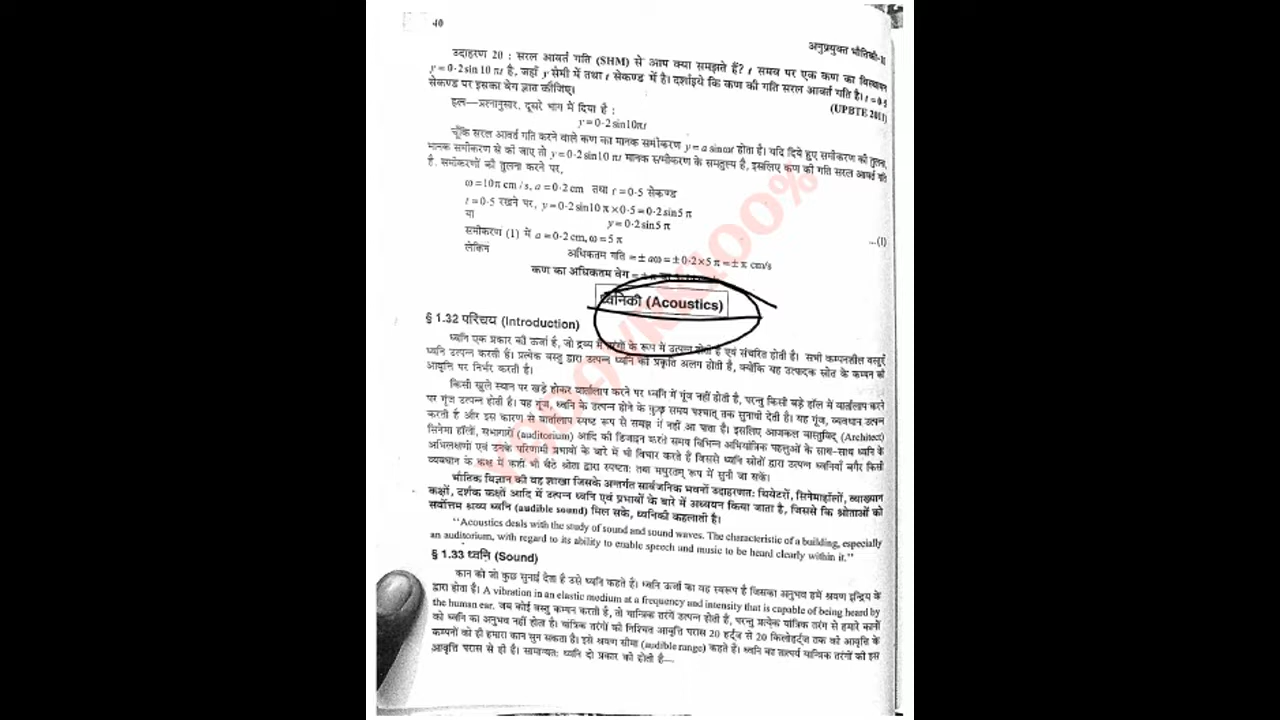 40
अनुप्रयुक्त भौतिकी-II
उदाहरण 20 : सरल आवर्त गति (SHM) से आप क्या समझते हैं? t समय पर एक कण का विस्थापन
y = 0·2 sin 10 πt है, जहाँ y सेमी में तथा t सेकण्ड में है। दर्शाइये कि कण की गति सरल आवर्त गति है। t = 0·5
सेकण्ड पर इसका वेग ज्ञात कीजिए।
(UPBTE 2011)
हल—प्रश्नानुसार, दूसरे भाग में दिया है :
y = 0·2 sin10πt
चूँकि सरल आवर्त गति करने वाले कण का मानक समीकरण y = a sin ωt होता है। यदि दिये हुए समीकरण की तुलना
मानक समीकरण से की जाए तो y = 0·2sin10 πt मानक समीकरण के समतुल्य है, इसलिए कण की गति सरल आवर्त गति
है, समीकरणों की तुलना करने पर,
ω = 10π cm / s, a = 0·2 cm तथा t = 0·5 सेकण्ड
t = 0·5 रखने पर, y = 0·2 sin10 π × 0·5 = 0·2 sin5 π
या y = 0·2 sin5 π ...(1)
समीकरण (1) में a = 0·2 cm, ω = 5 π
लेकिन अधिकतम गति = ± aω = ± 0·2 × 5 π = ± π cm/s
कण का अधिकतम वेग = ± π
ध्वनिकी (Acoustics)
§ 1.32 परिचय (Introduction)
ध्वनि एक प्रकार की ऊर्जा है, जो द्रव्य में तरंगों के रूप में उत्पन्न होती है एवं संचरित होती है। सभी कम्पनशील वस्तुएँ
ध्वनि उत्पन्न करती हैं। प्रत्येक वस्तु द्वारा उत्पन्न ध्वनि की प्रकृति अलग होती है, क्योंकि यह उत्पादक स्रोत के कम्पन की
आवृत्ति पर निर्भर करती है।
किसी खुले स्थान पर खड़े होकर वार्तालाप करने पर ध्वनि में गूंज नहीं होती है, परन्तु किसी बड़े हॉल में वार्तालाप करने
पर गूंज उत्पन्न होती है। यह गूंज, ध्वनि के उत्पन्न होने के कुछ समय पश्चात् तक सुनायी देती है। यह गूंज, व्यवधान उत्पन्न
करती है और इस कारण से वार्तालाप स्पष्ट रूप से समझ में नहीं आ पाता है। इसलिए आजकल वास्तुविद् (Architect)
सिनेमा हॉलों, सभागारों (auditorium) आदि की डिजाइन करते समय विभिन्न अभियांत्रिक पहलुओं के साथ-साथ ध्वनि के
अभिलक्षणों एवं उनके परिणामी प्रभावों के बारे में भी विचार करते हैं जिससे ध्वनि स्रोतों द्वारा उत्पन्न ध्वनियाँ बगैर किसी
व्यवधान के कक्ष में कहीं भी बैठे श्रोता द्वारा स्पष्टतः तथा मधुरतम् रूप में सुनी जा सकें।
भौतिक विज्ञान की वह शाखा जिसके अन्तर्गत सार्वजनिक भवनों उदाहरणतः थियेटरों, सिनेमाहॉलों, व्याख्यान
कक्षों, दर्शक कक्षों आदि में उत्पन्न ध्वनि एवं प्रभावों के बारे में अध्ययन किया जाता है, जिससे कि श्रोताओं को
सर्वोत्तम श्रव्य ध्वनि (audible sound) मिल सके, ध्वनिकी कहलाती है।
"Acoustics deals with the study of sound and sound waves. The characteristic of a building, especially
an auditorium, with regard to its ability to enable speech and music to be heard clearly within it."
§ 1.33 ध्वनि (Sound)
कान को जो कुछ सुनाई देता है उसे ध्वनि कहते हैं। ध्वनि ऊर्जा का वह स्वरूप है जिसका अनुभव हमें श्रवण इन्द्रिय के
द्वारा होता है। A vibration in an elastic medium at a frequency and intensity that is capable of being heard by
the human ear. जब कोई वस्तु कम्पन करती है, तो यान्त्रिक तरंगें उत्पन्न होती हैं, परन्तु प्रत्येक यांत्रिक तरंग से हमारे कानों
को ध्वनि का अनुभव नहीं होता है। यांत्रिक तरंगों की निश्चित आवृत्ति परास 20 हर्ट्ज से 20 किलोहर्ट्ज तक की आवृत्ति के
कम्पनों को ही हमारा कान सुन सकता है। इसे श्रवण सीमा (audible range) कहते हैं। ध्वनि का तात्पर्य यान्त्रिक तरंगों की इस
आवृत्ति परास से ही है। सामान्यतः ध्वनि दो प्रकार की होती है—